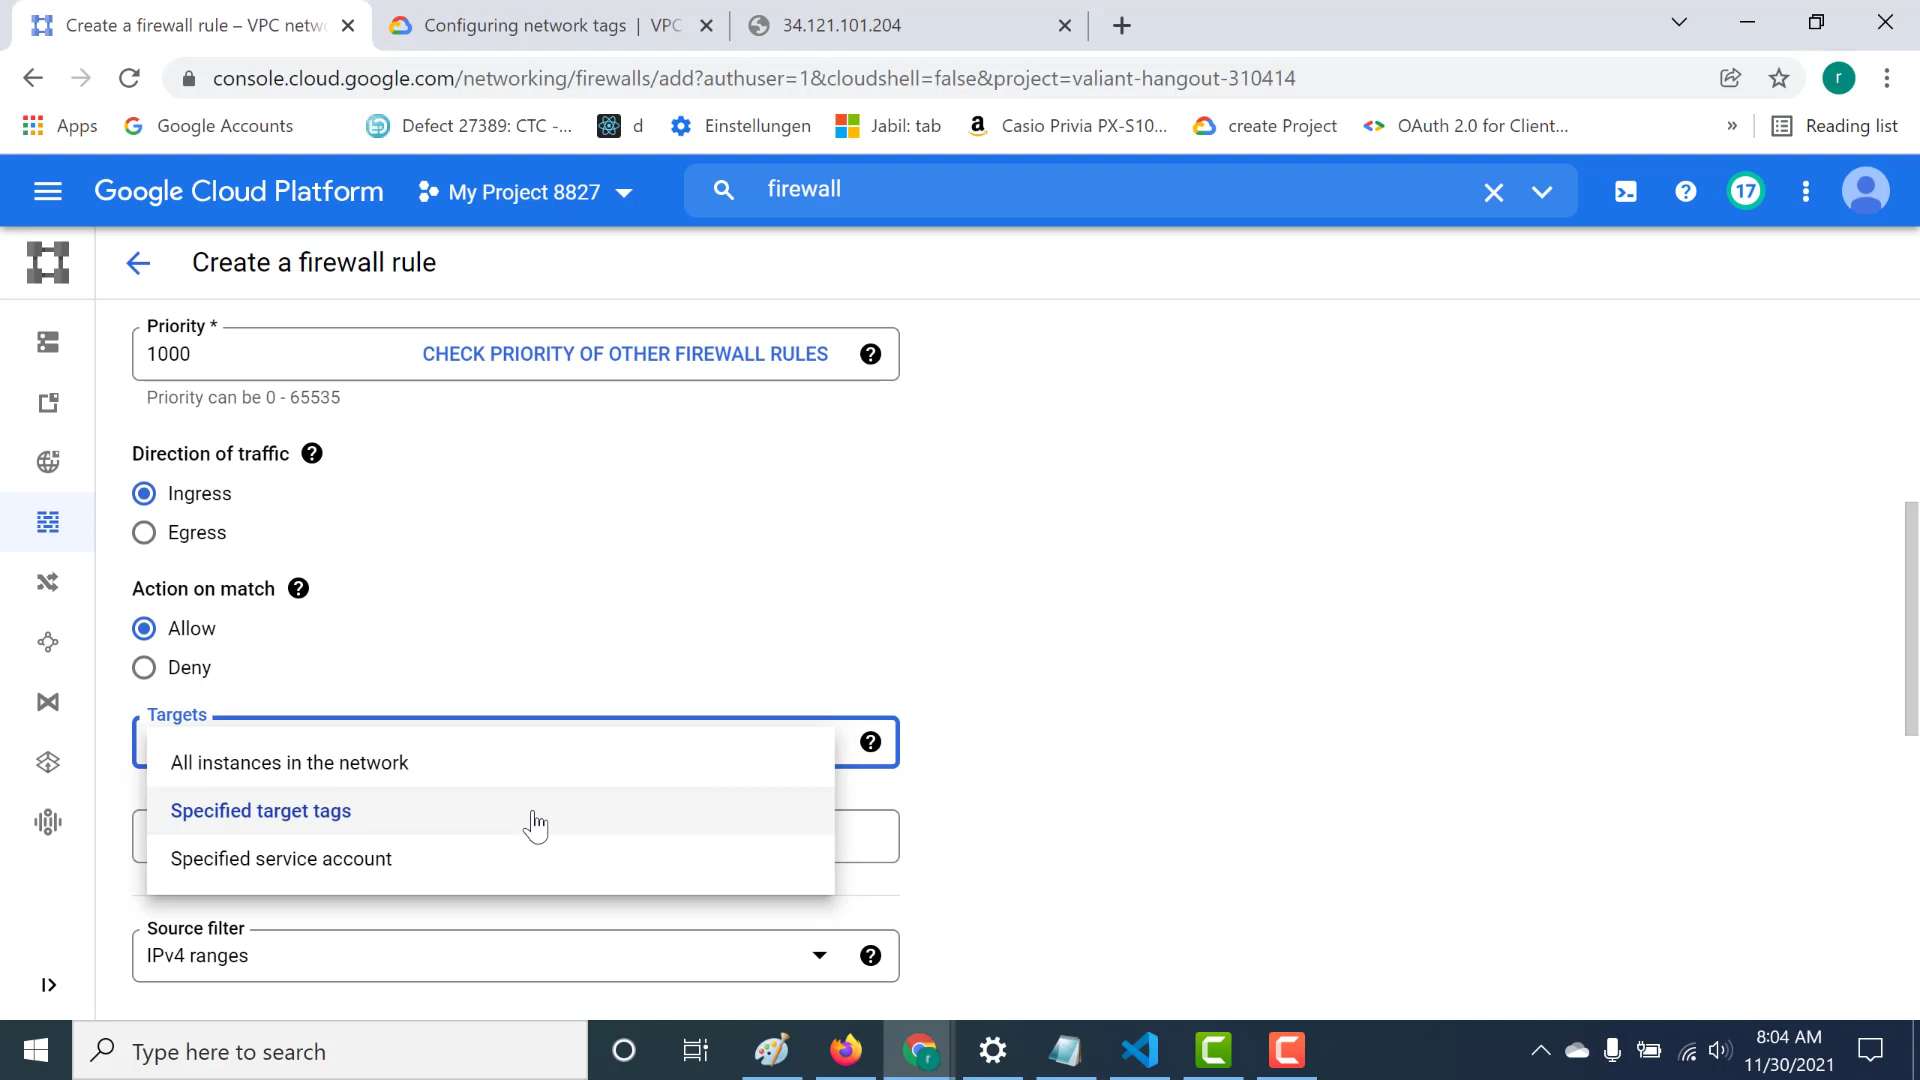 Create a firewall rule – VPC netw
Configuring network tags | VPC
34.121.101.204
console.cloud.google.com/networking/firewalls/add?authuser=1&cloudshell=false&project=valiant-hangout-310414
r
Apps
Google Accounts
Defect 27389: CTC -...
d
Einstellungen
Jabil: tab
Casio Privia PX-S10...
create Project
OAuth 2.0 for Client...
»
Reading list
Google Cloud Platform
My Project 8827
firewall
17
Create a firewall rule
Priority *
1000
CHECK PRIORITY OF OTHER FIREWALL RULES
Priority can be 0 - 65535
Direction of traffic
Ingress
Egress
Action on match
Allow
Deny
Targets
All instances in the network
Specified target tags
Specified service account
Source filter
IPv4 ranges
Type here to search
8:04 AM
11/30/2021